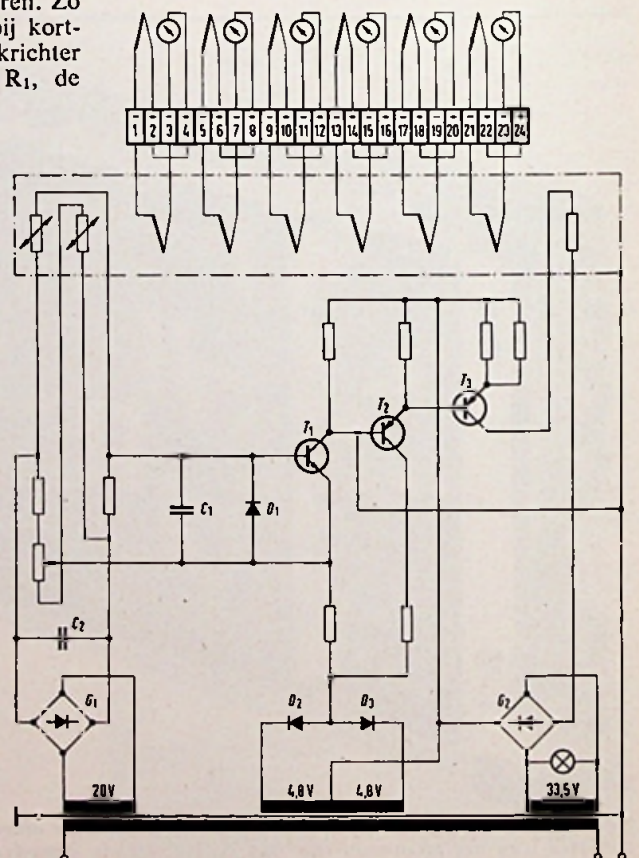 ren. Zo
bij kort-
krichter
R₁, de
1 2 3 4 5 6 7 8 9 10 11 12 13 14 15 16 17 18 19 20 21 22 23 24
T₃
T₂
T₁
C₁ D₁
C₂
G₁ D₂ D₃ G₂
20V 4,8V 4,8V 33,5V